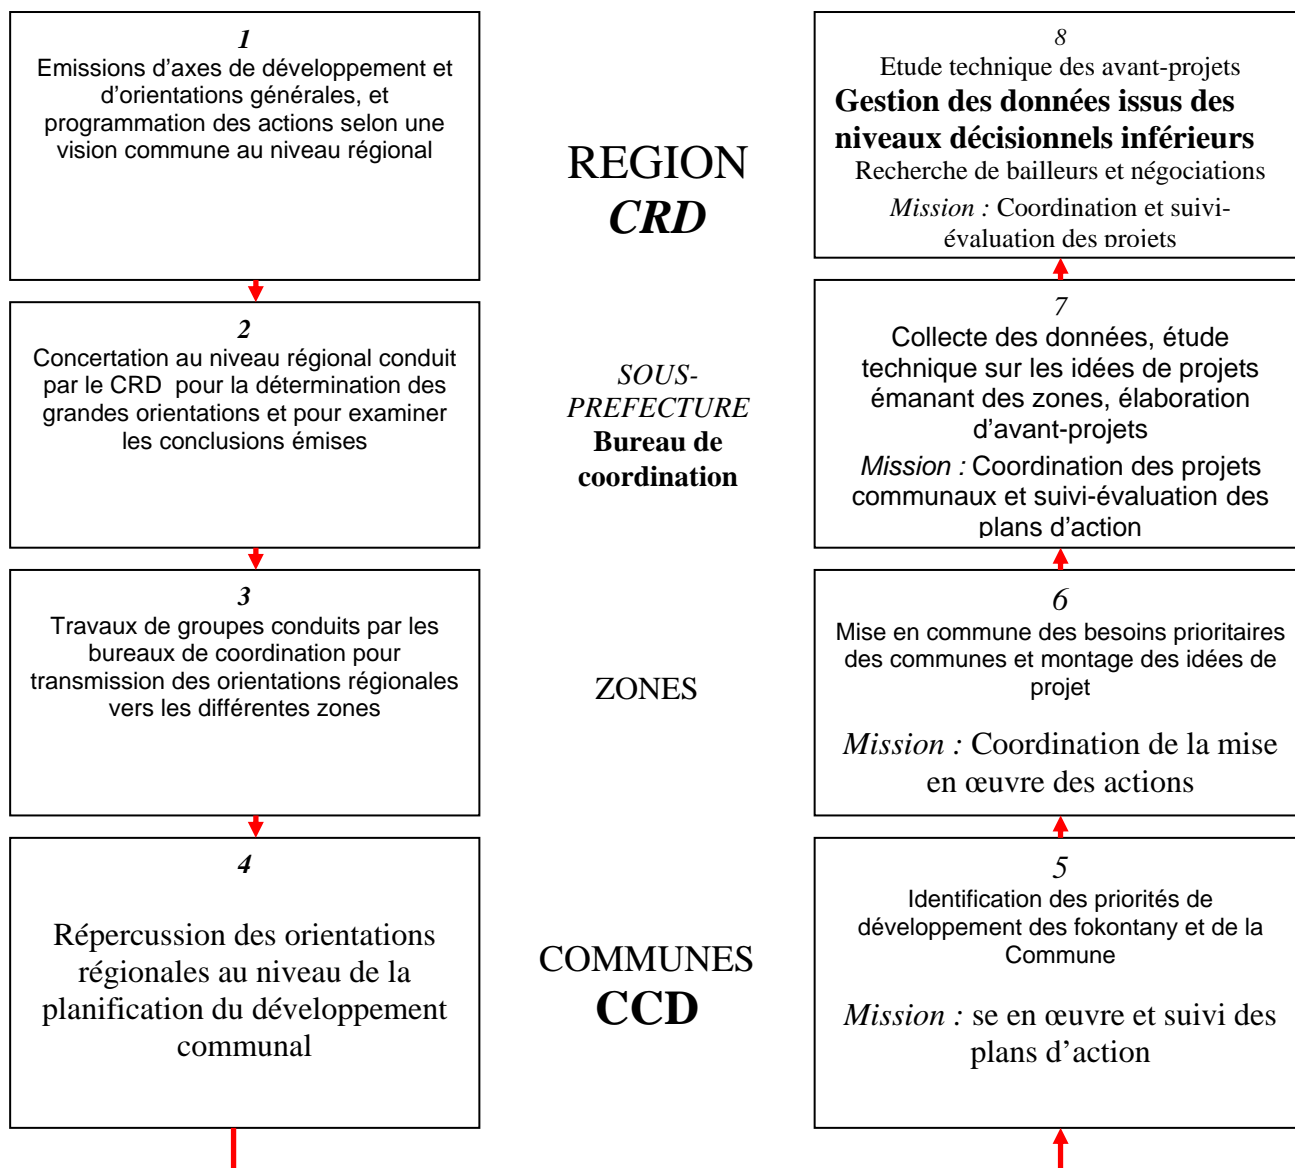 1
Emissions d'axes de développement et
d'orientations générales, et
programmation des actions selon une
vision commune au niveau régional
2
Concertation au niveau régional conduit
par le CRD pour la détermination des
grandes orientations et pour examiner
les conclusions émises
3
Travaux de groupes conduits par les
bureaux de coordination pour
transmission des orientations régionales
vers les différentes zones
4
Répercussion des orientations
régionales au niveau de la
planification du développement
communal
REGION
CRD
SOUS-
PREFECTURE
Bureau de
coordination
ZONES
COMMUNES
CCD
8
Etude technique des avant-projets
Gestion des données issus des
niveaux décisionnels inférieurs
Recherche de bailleurs et négociations
Mission : Coordination et suivi-
évaluation des projets
7
Collecte des données, étude
technique sur les idées de projets
émanant des zones, élaboration
d'avant-projets
Mission : Coordination des projets
communaux et suivi-évaluation des
plans d'action
6
Mise en commune des besoins prioritaires
des communes et montage des idées de
projet
Mission : Coordination de la mise
en œuvre des actions
5
Identification des priorités de
développement des fokontany et de la
Commune
Mission : se en œuvre et suivi des
plans d'action